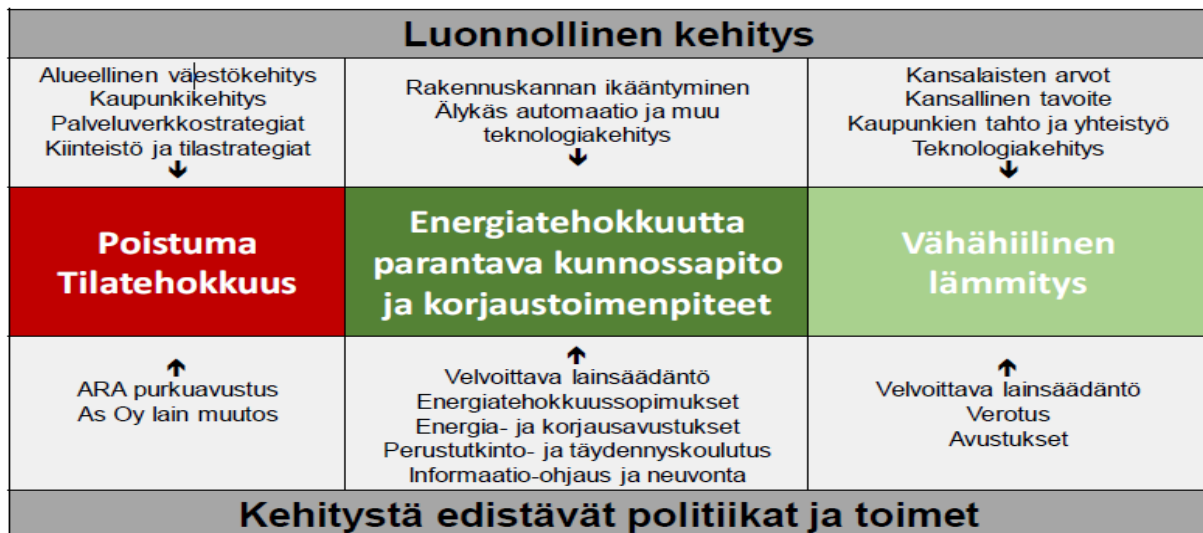 Luonnollinen kehitys
Alueellinen väestökehitys
Kaupunkikehitys
Palveluverkkostrategiat
Kiinteistö ja tilastrategiat
Rakennuskannan ikääntyminen
Älykäs automaatio ja muu
teknologiakehitys
Kansalaisten arvot
Kansallinen tavoite
Kaupunkien tahto ja yhteistyö
Teknologiakehitys
Poistuma
Tilatehokkuus
Energiatehokkuutta
parantava kunnossapito
ja korjaustoimenpiteet
Vähähiilinen
lämmitys
ARA purkuavustus
As Oy lain muutos
Velvoittava lainsäädäntö
Energiatehokkuussopimukset
Energia- ja korjausavustukset
Perustutkinto- ja täydennyskoulutus
Informaatio-ohjaus ja neuvonta
Velvoittava lainsäädäntö
Verotus
Avustukset
Kehitystä edistävät politiikat ja toimet